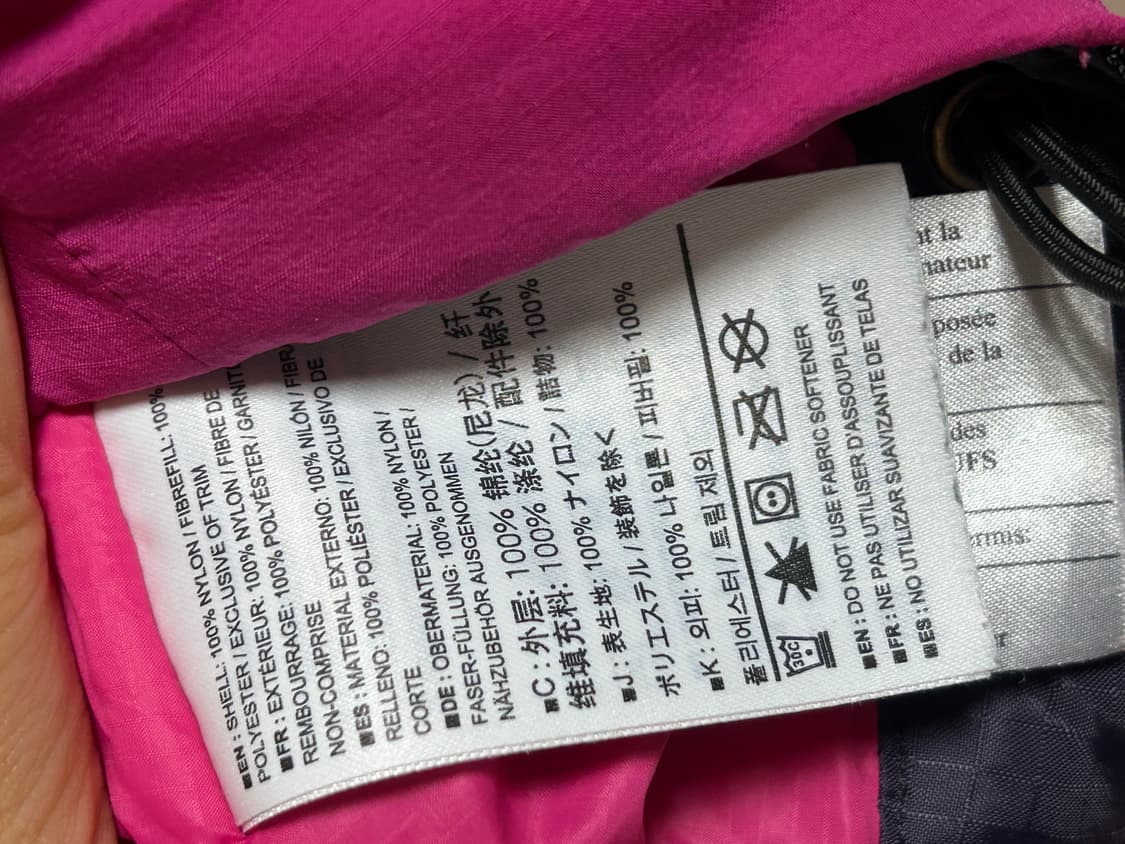 ■EN : SHELL: 100% NYLON / FIBREFILL: 100%
POLYESTER / EXCLUSIVE OF TRIM
■FR : EXTÉRIEUR: 100% NYLON / FIBRE DE
REMBOURRAGE: 100% POLYESTER / GARNIT
NON-COMPRISE
■ES : MATERIAL EXTERNO: 100% NILÓN / FIBR
RELLENO: 100% POLIÉSTER / EXCLUSIVO DE
CORTE
■DE : OBERMATERIAL: 100% NYLON /
FASER-FÜLLUNG: 100% POLYESTER /
NÄHZUBEHÖR AUSGENOMMEN
■C : 外层: 100% 锦纶(尼龙) / 纤
维填充料: 100% 涤纶 / 配件除外
■J : 表生地: 100% ナイロン / 詰物: 100%
ポリエステル / 装飾を除く
■K : 외피: 100% 나일론 / 피버필: 100%
폴리에스터 / 트림 제외
30C
■EN : DO NOT USE FABRIC SOFTENER
■FR : NE PAS UTILISER D'ASSOUPLISSANT
■ES : NO UTILIZAR SUAVIZANTE DE TELAS
nt la
nateur
posée
de la
des
UFS
erms.